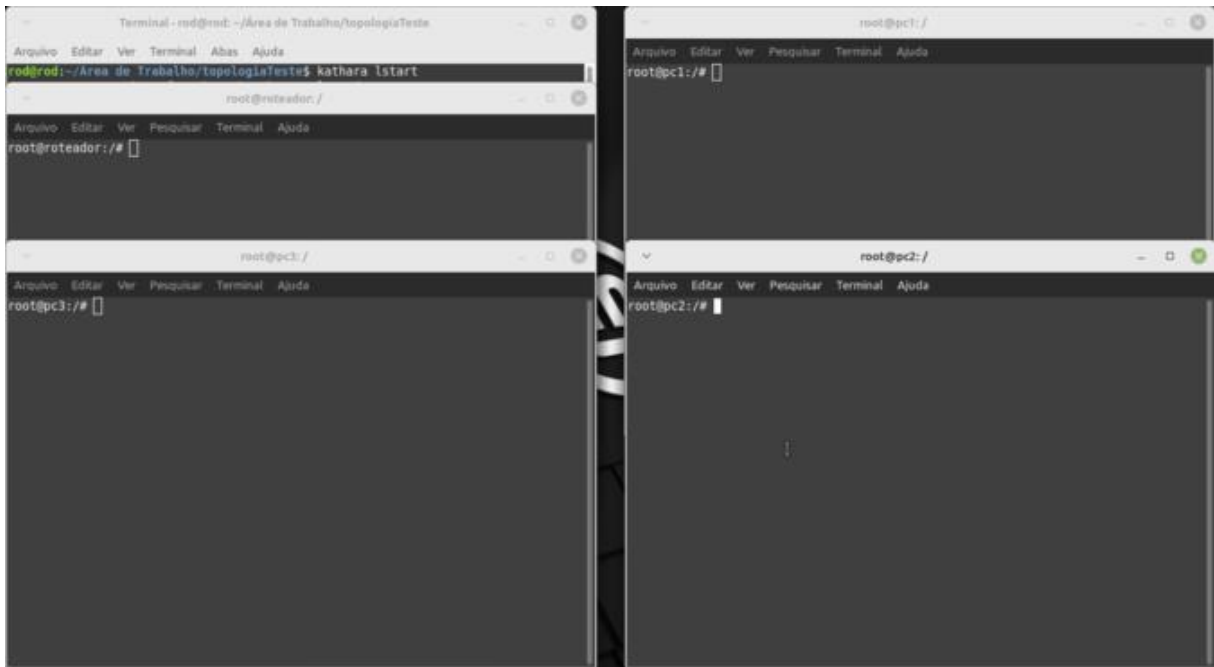 Terminal - rod@rod: ~/Área de Trabalho/topologiaTeste
Arquivo Editar Ver Terminal Abas Ajuda
rod@rod:~/Área de Trabalho/topologiaTeste$ kathara lstart
root@roteador: /
Arquivo Editar Ver Pesquisar Terminal Ajuda
root@roteador:/#
root@pc3: /
Arquivo Editar Ver Pesquisar Terminal Ajuda
root@pc3:/#
root@pc1: /
Arquivo Editar Ver Pesquisar Terminal Ajuda
root@pc1:/#
root@pc2: /
Arquivo Editar Ver Pesquisar Terminal Ajuda
root@pc2:/#